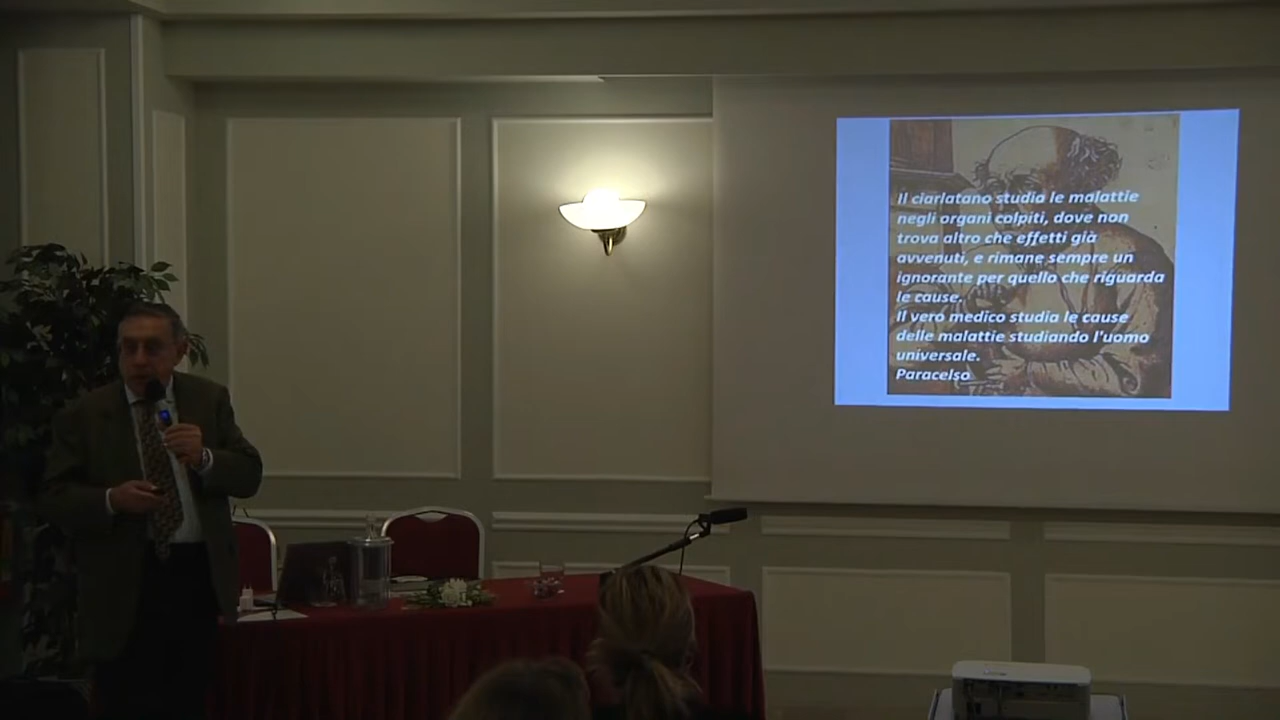 Il ciarlatano studia le malattie
negli organi colpiti, dove non
trova altro che effetti già
avvenuti, e rimane sempre un
ignorante per quello che riguarda
le cause.
Il vero medico studia le cause
delle malattie studiando l'uomo
universale.
Paracelso